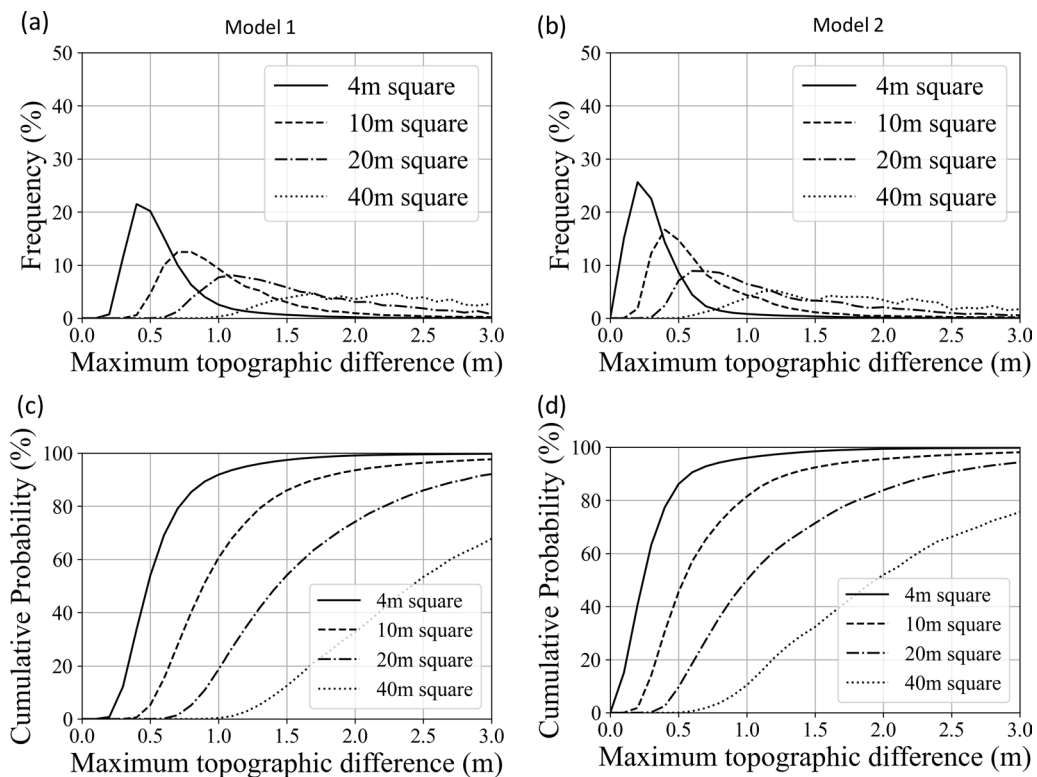 (a)
Model 1
Frequency (%)
50
40
30
20
10
0
4m square
10m square
20m square
40m square
0.0 0.5 1.0 1.5 2.0 2.5 3.0
Maximum topographic difference (m)
(b)
Model 2
Frequency (%)
50
40
30
20
10
0
4m square
10m square
20m square
40m square
0.0 0.5 1.0 1.5 2.0 2.5 3.0
Maximum topographic difference (m)
(c)
Cumulative Probability (%)
100
80
60
40
20
0
4m square
10m square
20m square
40m square
0.0 0.5 1.0 1.5 2.0 2.5 3.0
Maximum topographic difference (m)
(d)
Cumulative Probability (%)
100
80
60
40
20
0
4m square
10m square
20m square
40m square
0.0 0.5 1.0 1.5 2.0 2.5 3.0
Maximum topographic difference (m)